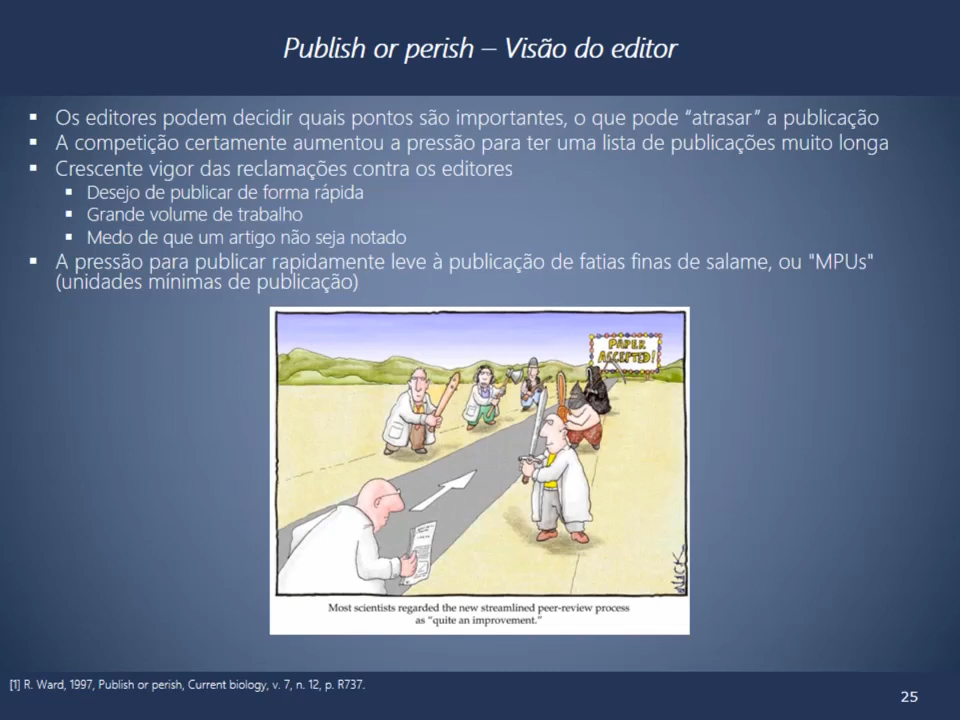 Publish or perish – Visão do editor
▪ Os editores podem decidir quais pontos são importantes, o que pode “atrasar” a publicação
▪ A competição certamente aumentou a pressão para ter uma lista de publicações muito longa
▪ Crescente vigor das reclamações contra os editores
▪ Desejo de publicar de forma rápida
▪ Grande volume de trabalho
▪ Medo de que um artigo não seja notado
▪ A pressão para publicar rapidamente leve à publicação de fatias finas de salame, ou "MPUs"
(unidades mínimas de publicação)
PAPER
ACCEPTED!
NICK
Most scientists regarded the new streamlined peer-review process
as “quite an improvement.”
[1] R. Ward, 1997, Publish or perish, Current biology, v. 7, n. 12, p. R737.
25